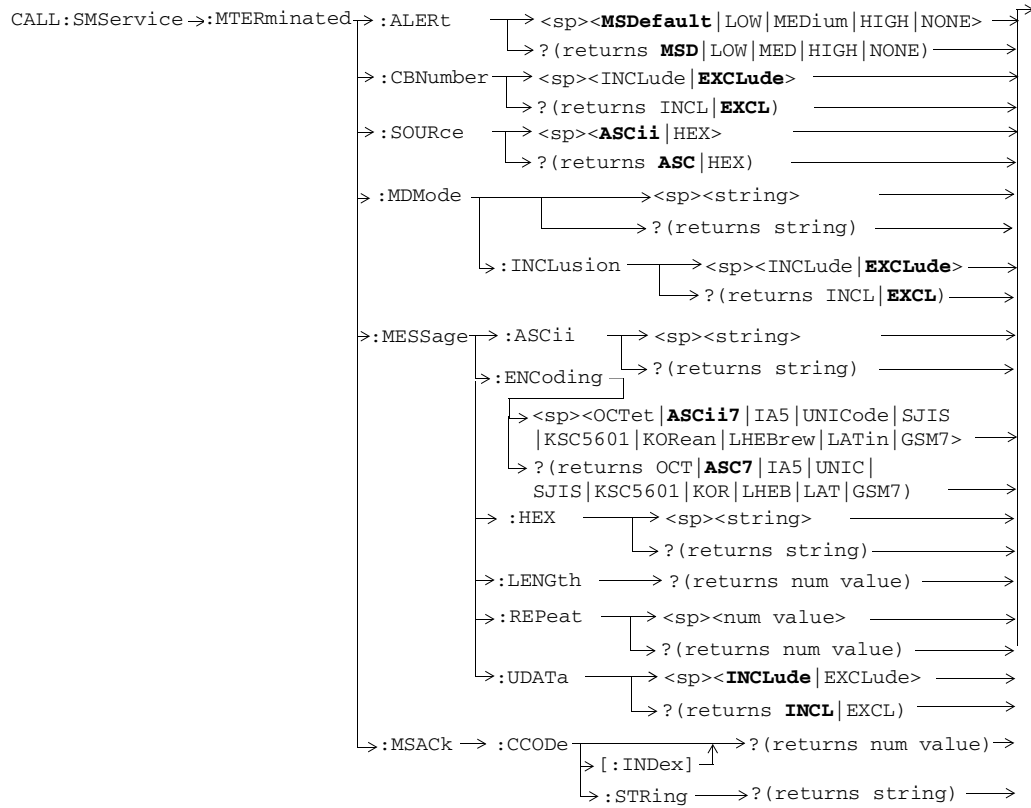 CALL:SMService :MTERminated :ALERt <sp><MSDefault|LOW|MEDium|HIGH|NONE>
?(returns MSD|LOW|MED|HIGH|NONE)
:CBNumber <sp><INCLude|EXCLude>
?(returns INCL|EXCL)
:SOURce <sp><ASCii|HEX>
?(returns ASC|HEX)
:MDMode <sp><string>
?(returns string)
:INCLusion <sp><INCLude|EXCLude>
?(returns INCL|EXCL)
:MESSage :ASCii <sp><string>
?(returns string)
:ENCoding
<sp><OCTet|ASCii7|IA5|UNICode|SJIS
|KSC5601|KORean|LHEBrew|LATin|GSM7>
?(returns OCT|ASC7|IA5|UNIC|
SJIS|KSC5601|KOR|LHEB|LAT|GSM7)
:HEX <sp><string>
?(returns string)
:LENGth ?(returns num value)
:REPeat <sp><num value>
?(returns num value)
:UDATa <sp><INCLude|EXCLude>
?(returns INCL|EXCL)
:MSACk :CCODe ?(returns num value)
[:INDex]
:STRing ?(returns string)